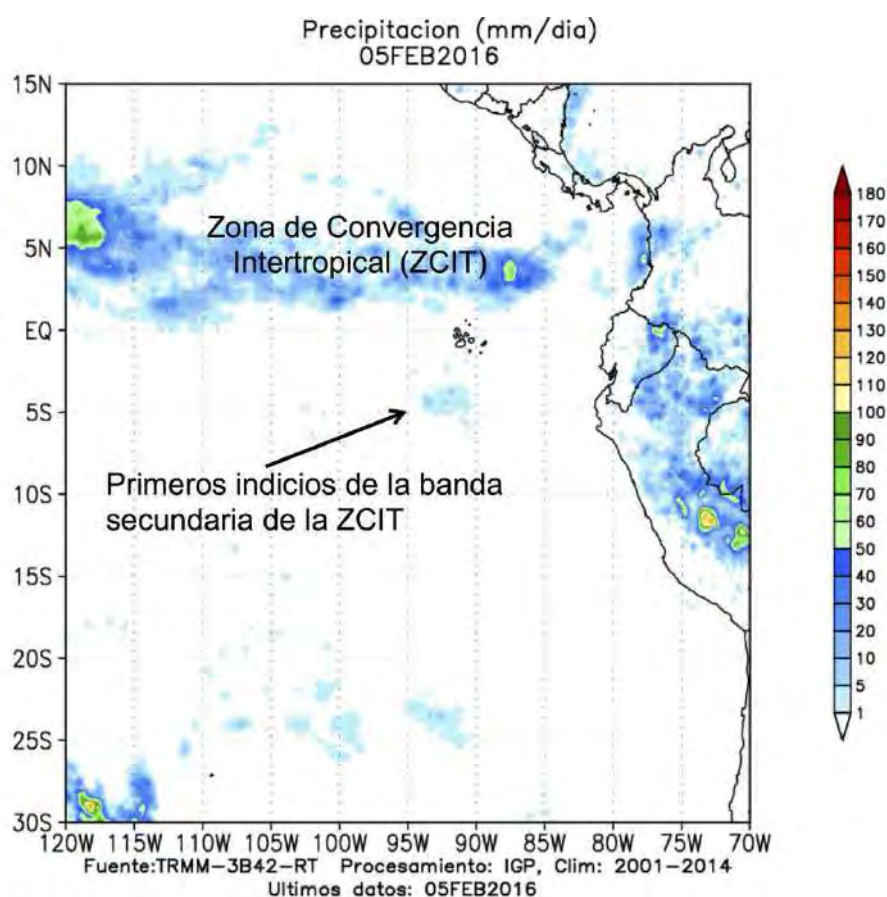 Precipitacion (mm/dia)
05FEB2016
15N
10N
5N
EQ
5S
10S
15S
20S
25S
30S
Zona de Convergencia
Intertropical (ZCIT)
Primeros indicios de la banda
secundaria de la ZCIT
180
170
160
150
140
130
120
110
100
90
80
70
60
50
40
30
20
10
5
1
120W 115W 110W 105W 100W 95W 90W 85W 80W 75W 70W
Fuente:TRMM-3B42-RT Procesamiento: IGP, Clim: 2001-2014
Ultimos datos: 05FEB2016